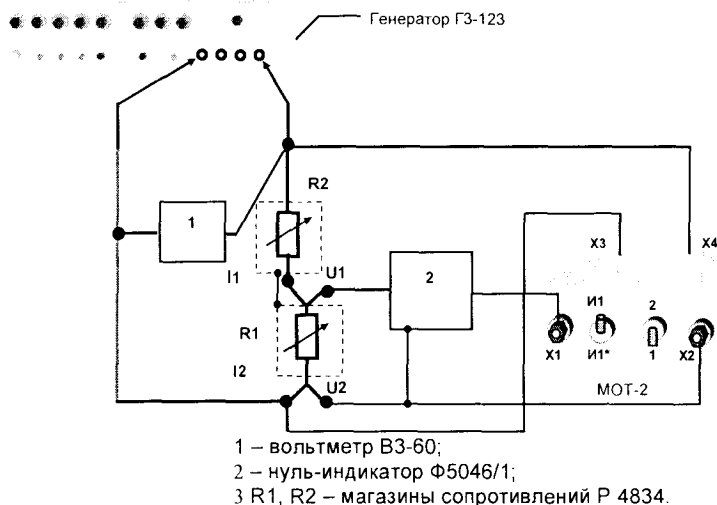 Генератор Г3-123
R2
1
I1
U1
2
X3
X4
И1
2
R1
X1
И1*
1
X2
I2
U2
МОТ-2
1 – вольтметр В3-60;
2 – нуль-индикатор Ф5046/1;
3 R1, R2 – магазины сопротивлений Р 4834.